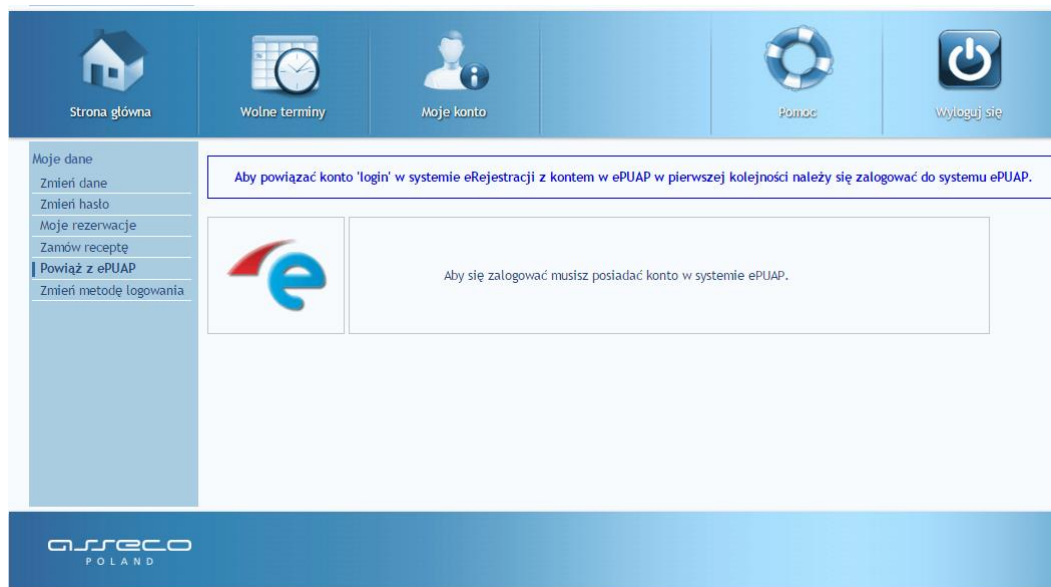 Strona główna
Wolne terminy
Moje konto
Pomoc
Wyloguj się
Moje dane
Zmień dane
Zmień hasło
Moje rezerwacje
Zamów receptę
Powiąż z ePUAP
Zmień metodę logowania
Aby powiązać konto 'login' w systemie eRejestracji z kontem w ePUAP w pierwszej kolejności należy się zalogować do systemu ePUAP.
Aby się zalogować musisz posiadać konto w systemie ePUAP.
asseco
POLAND